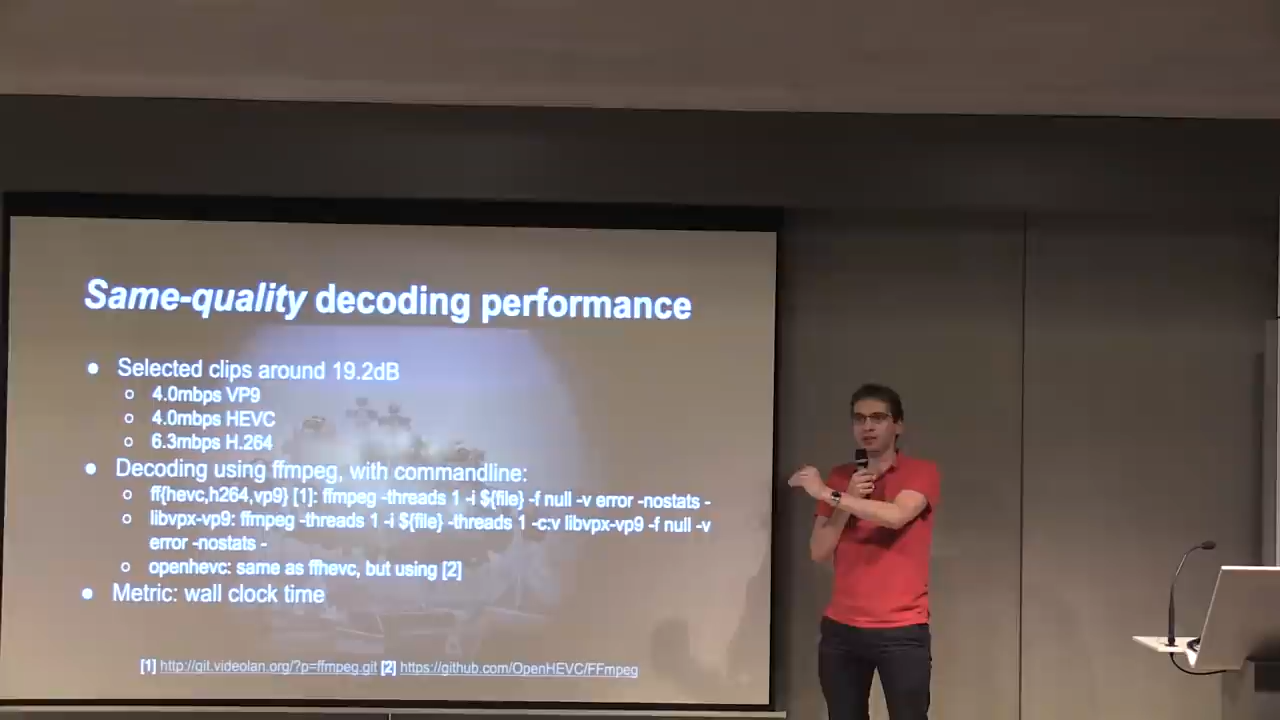 Same-quality decoding performance
● Selected clips around 19.2dB
○ 4.0mbps VP9
○ 4.0mbps HEVC
○ 6.3mbps H.264
● Decoding using ffmpeg, with commandline:
○ ff{hevc,h264,vp9} [1]: ffmpeg -threads 1 -i ${file} -f null -v error -nostats -
○ libvpx-vp9: ffmpeg -threads 1 -i ${file} -threads 1 -c:v libvpx-vp9 -f null -v
error -nostats -
○ openhevc: same as ffhevc, but using [2]
● Metric: wall clock time
[1] http://git.videolan.org/?p=ffmpeg.git [2] https://github.com/OpenHEVC/FFmpeg